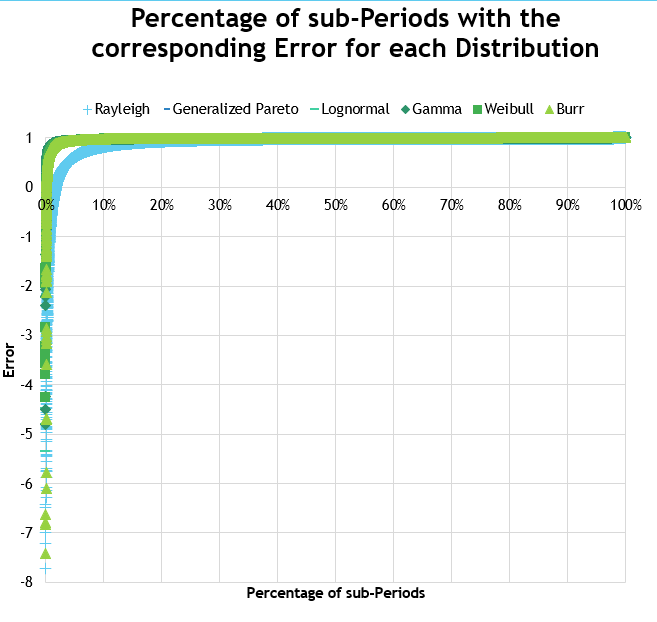 Percentage of sub-Periods with the
corresponding Error for each Distribution
Rayleigh Generalized Pareto Lognormal Gamma Weibull Burr
1
0
0% 10% 20% 30% 40% 50% 60% 70% 80% 90% 100%
-1
-2
-3
Error
-4
-5
-6
-7
-8
Percentage of sub-Periods